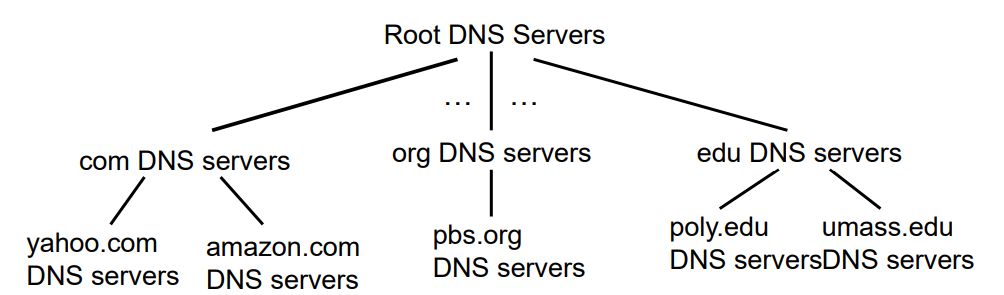 Root DNS Servers
... ...
com DNS servers
org DNS servers
edu DNS servers
yahoo.com
DNS servers
amazon.com
DNS servers
pbs.org
DNS servers
poly.edu
DNS servers
umass.edu
DNS servers